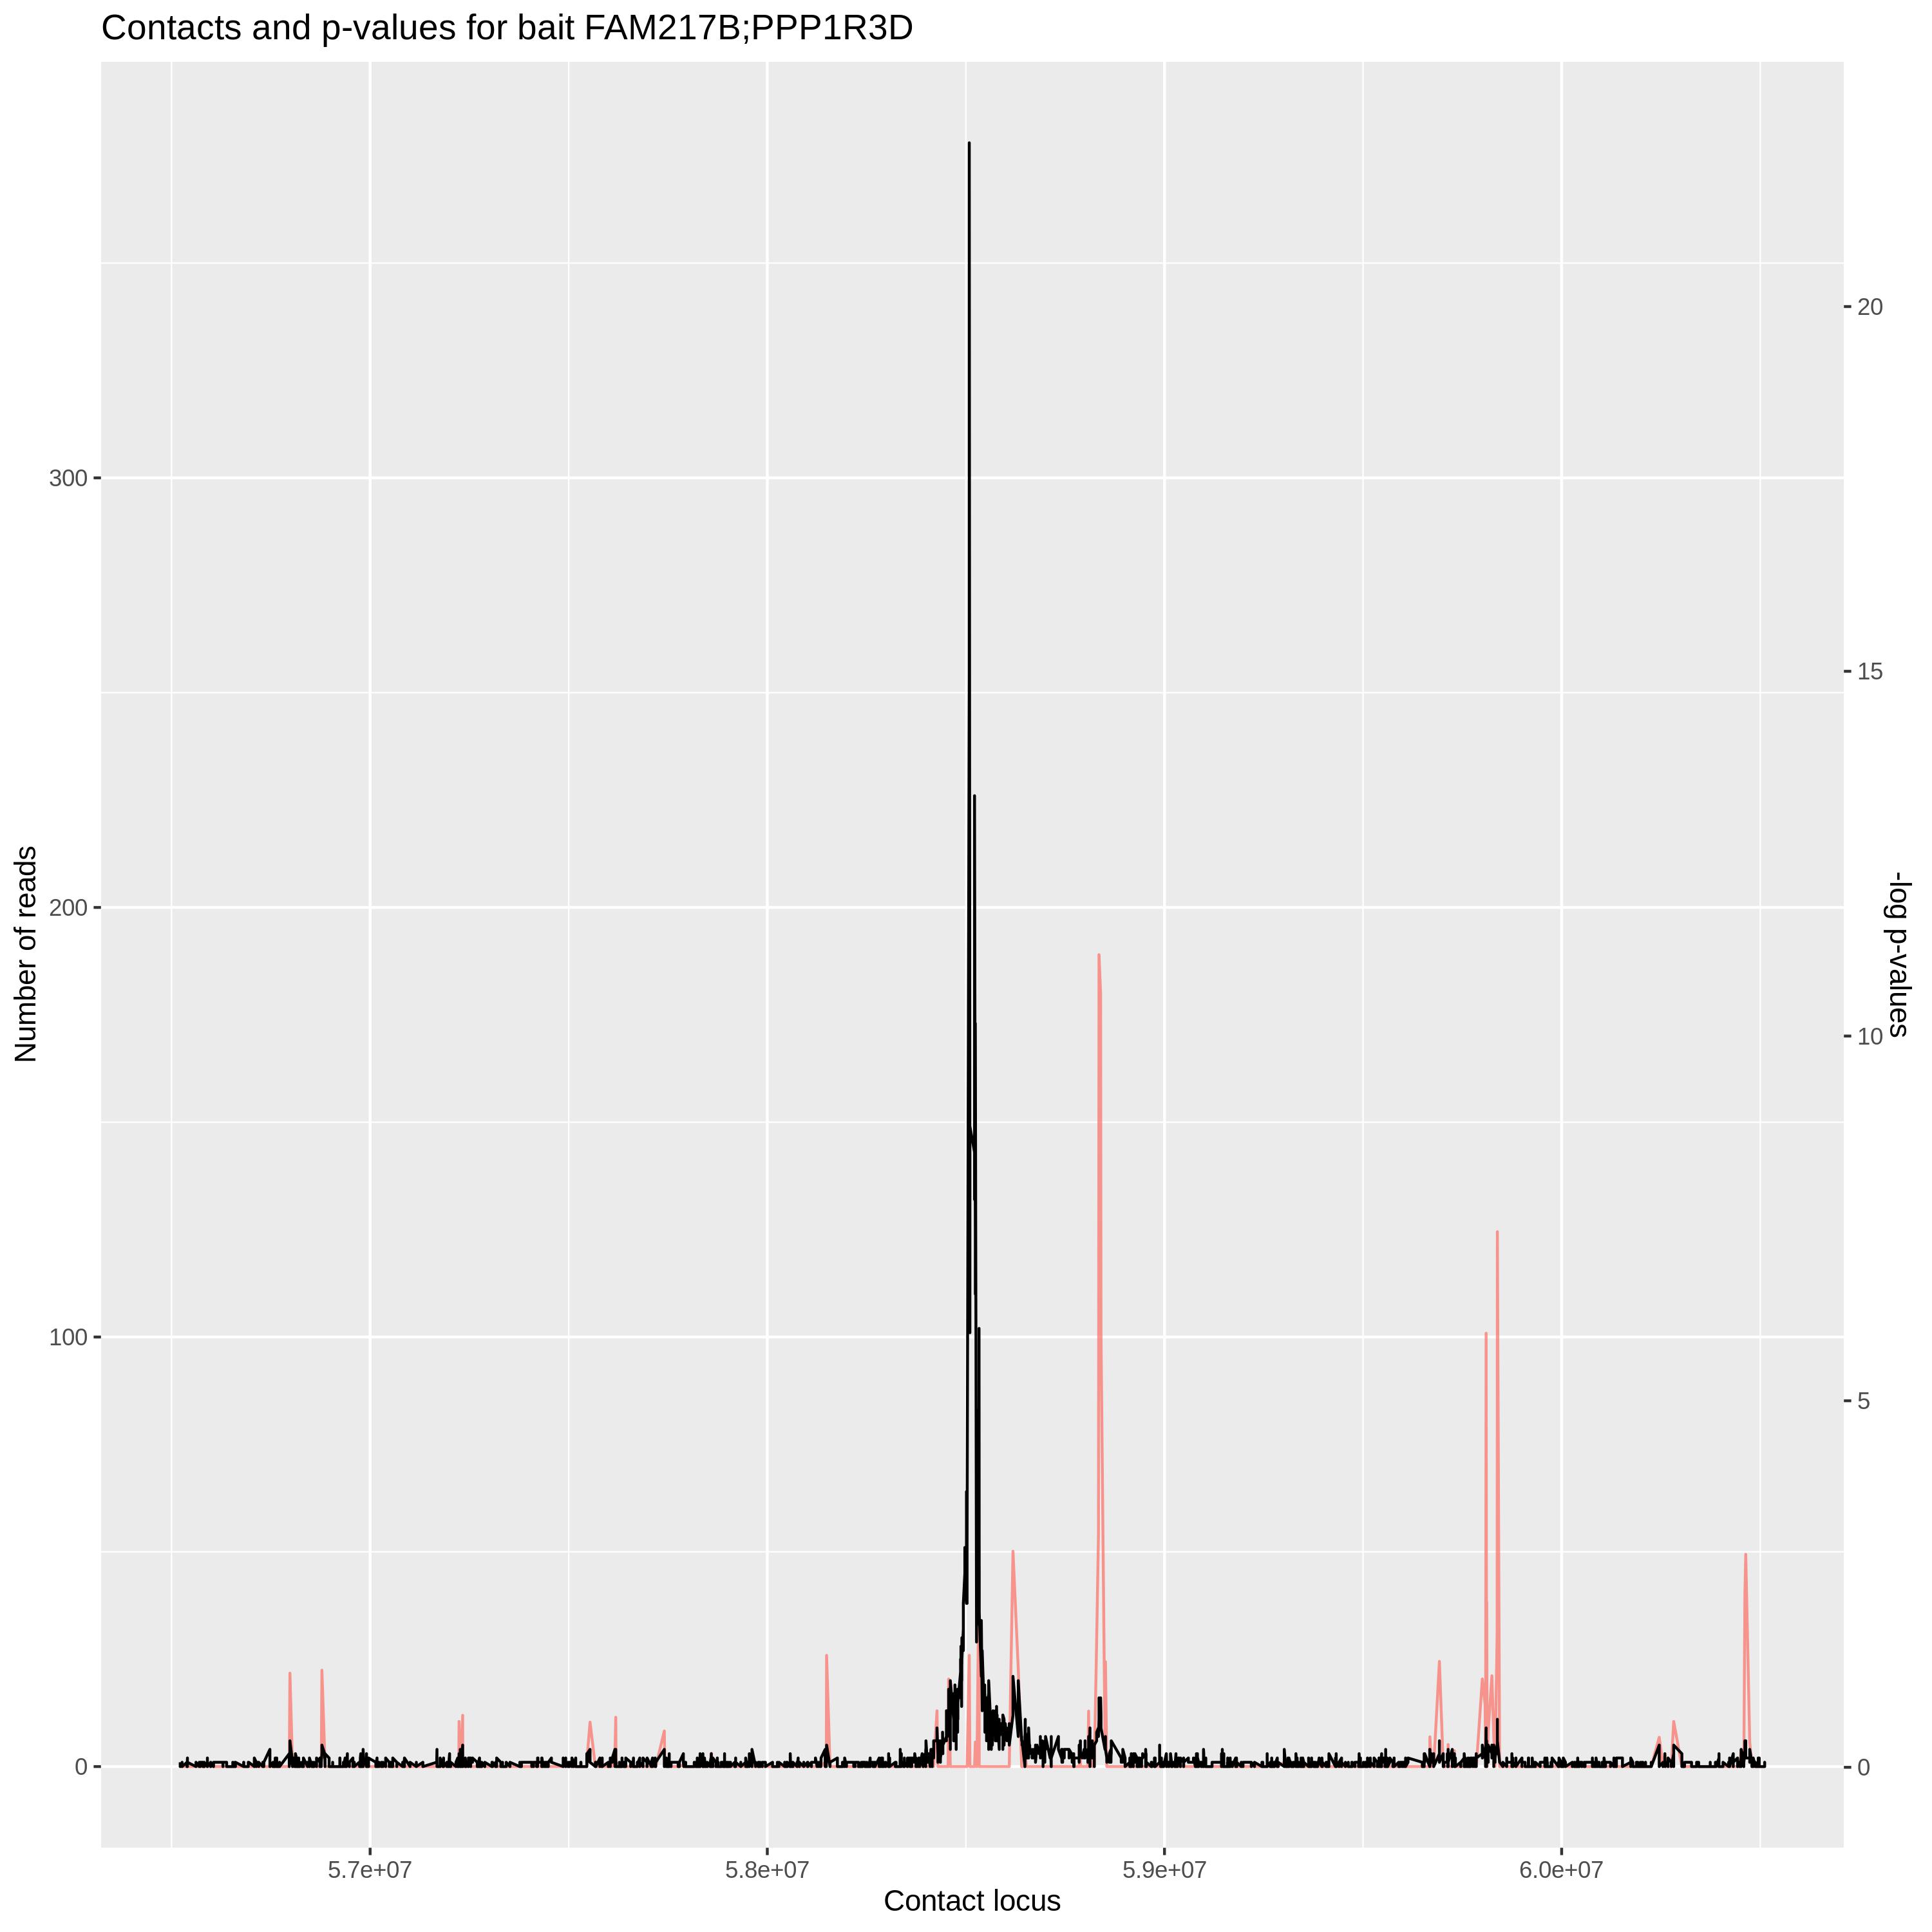 Contacts and p-values for bait FAM217B;PPP1R3D
Number of reads
300
200
100
0
20
15
10
5
0
-log p-values
5.7e+07 5.8e+07 5.9e+07 6.0e+07
Contact locus